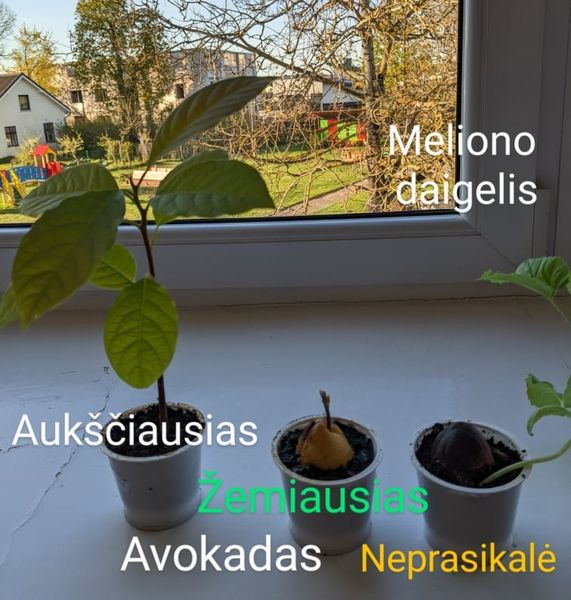 Meliono
daigelis
Aukščiausias
Žemiausias
Avokadas
Neprasikalė